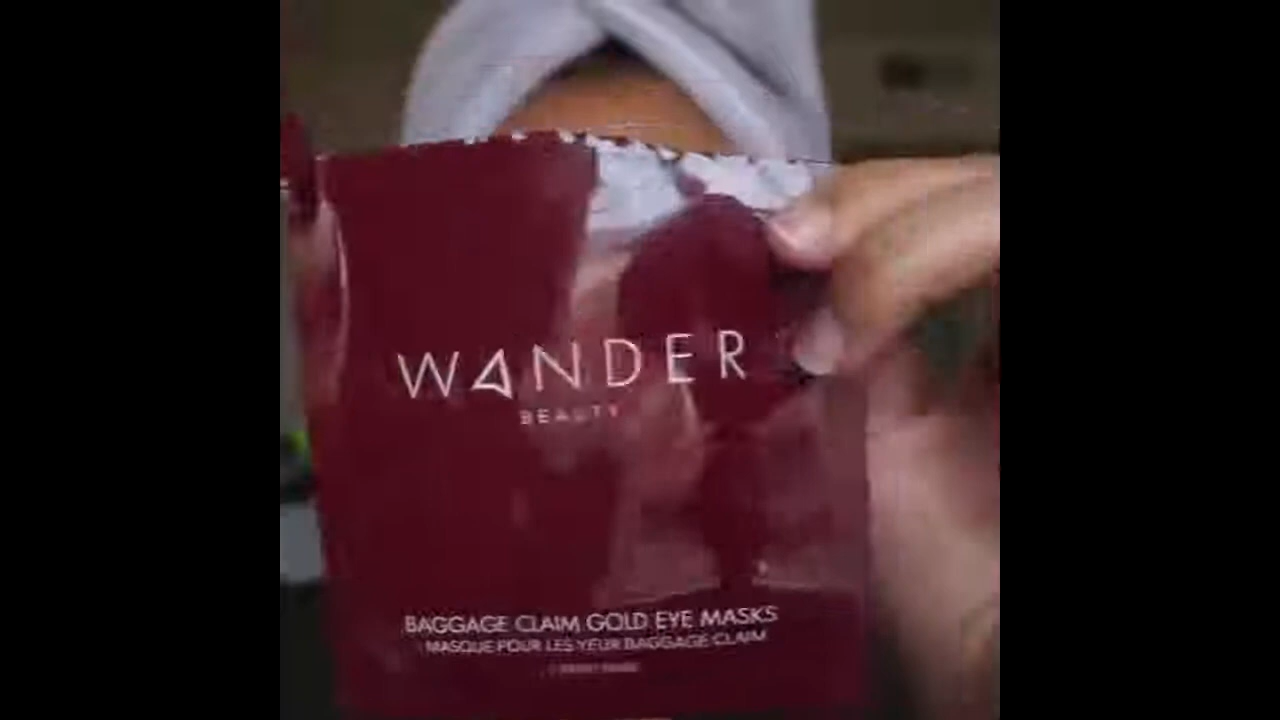 WANDER
BEAUTY
BAGGAGE CLAIM GOLD EYE MASKS
MASQUE POUR LES YEUX BAGGAGE CLAIM